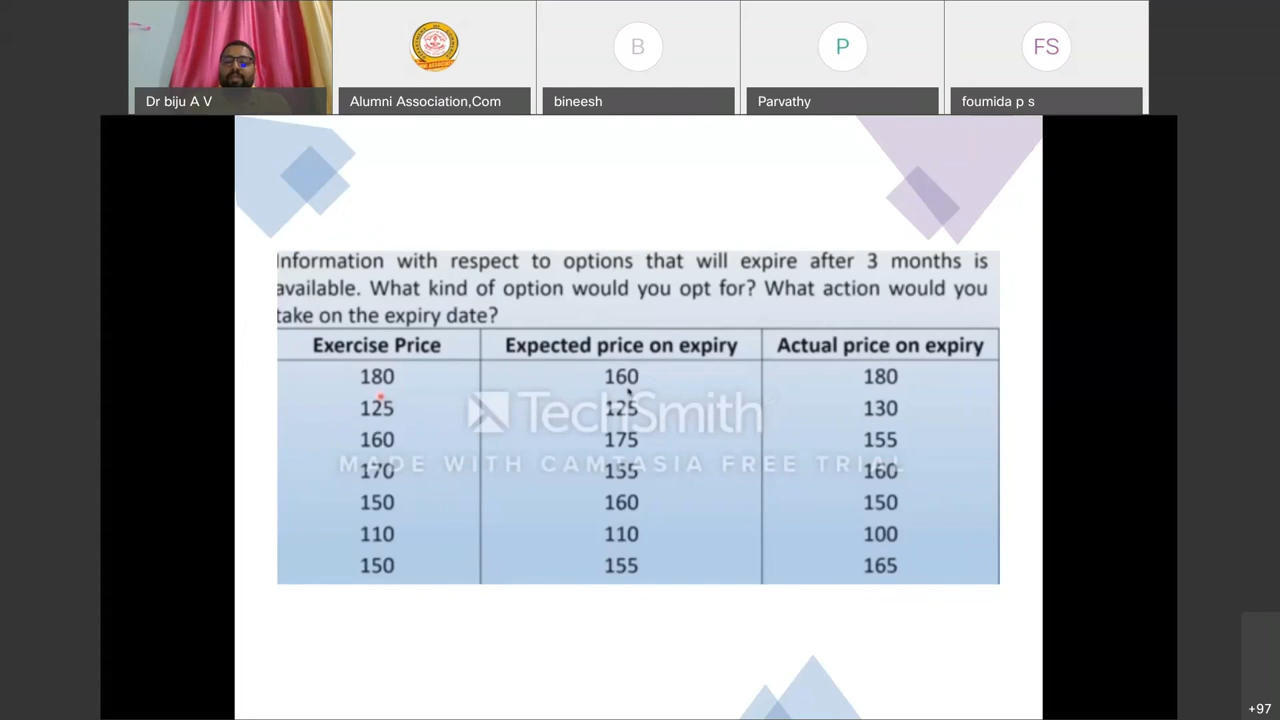 B
P
FS
Dr biju A V
Alumni Association,Com
bineesh
Parvathy
foumida p s
Information with respect to options that will expire after 3 months is
available. What kind of option would you opt for? What action would you
take on the expiry date?
Exercise Price Expected price on expiry Actual price on expiry
180 160 180
125 125 130
160 175 155
170 155 160
150 160 150
110 110 100
150 155 165
TechSmith
MADE WITH CAMTASIA FREE TRIAL
+97